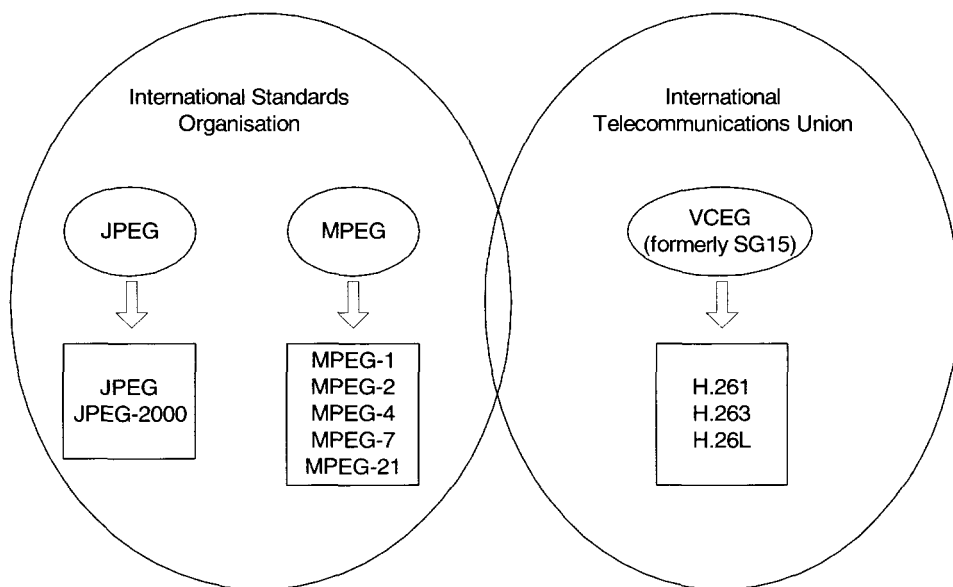 International Standards
Organisation
International
Telecommunications Union
JPEG
MPEG
VCEG
(formerly SG15)
JPEG
JPEG-2000
MPEG-1
MPEG-2
MPEG-4
MPEG-7
MPEG-21
H.261
H.263
H.26L